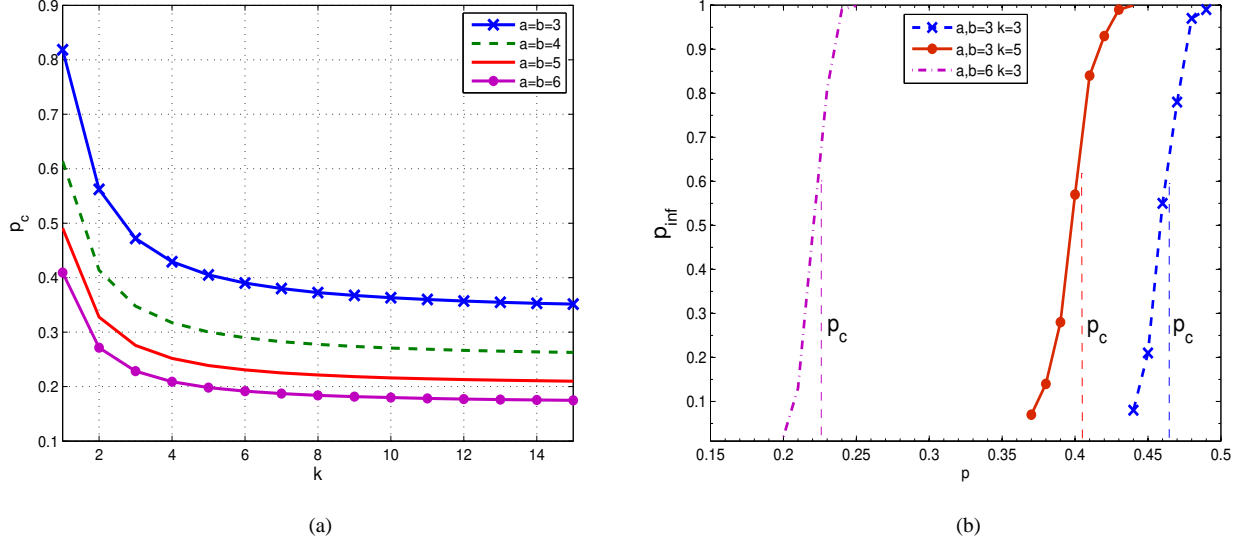 0.9
0.8
0.7
0.6
0.5
0.4
0.3
0.2
0.1
p_c
2 4 6 8 10 12 14
k
a=b=3
a=b=4
a=b=5
a=b=6
(a)
1
0.9
0.8
0.7
0.6
0.5
0.4
0.3
0.2
0.1
p_inf
0.15 0.2 0.25 0.3 0.35 0.4 0.45 0.5
p
a,b=3 k=3
a,b=3 k=5
a,b=6 k=3
p_c p_c p_c
(b)